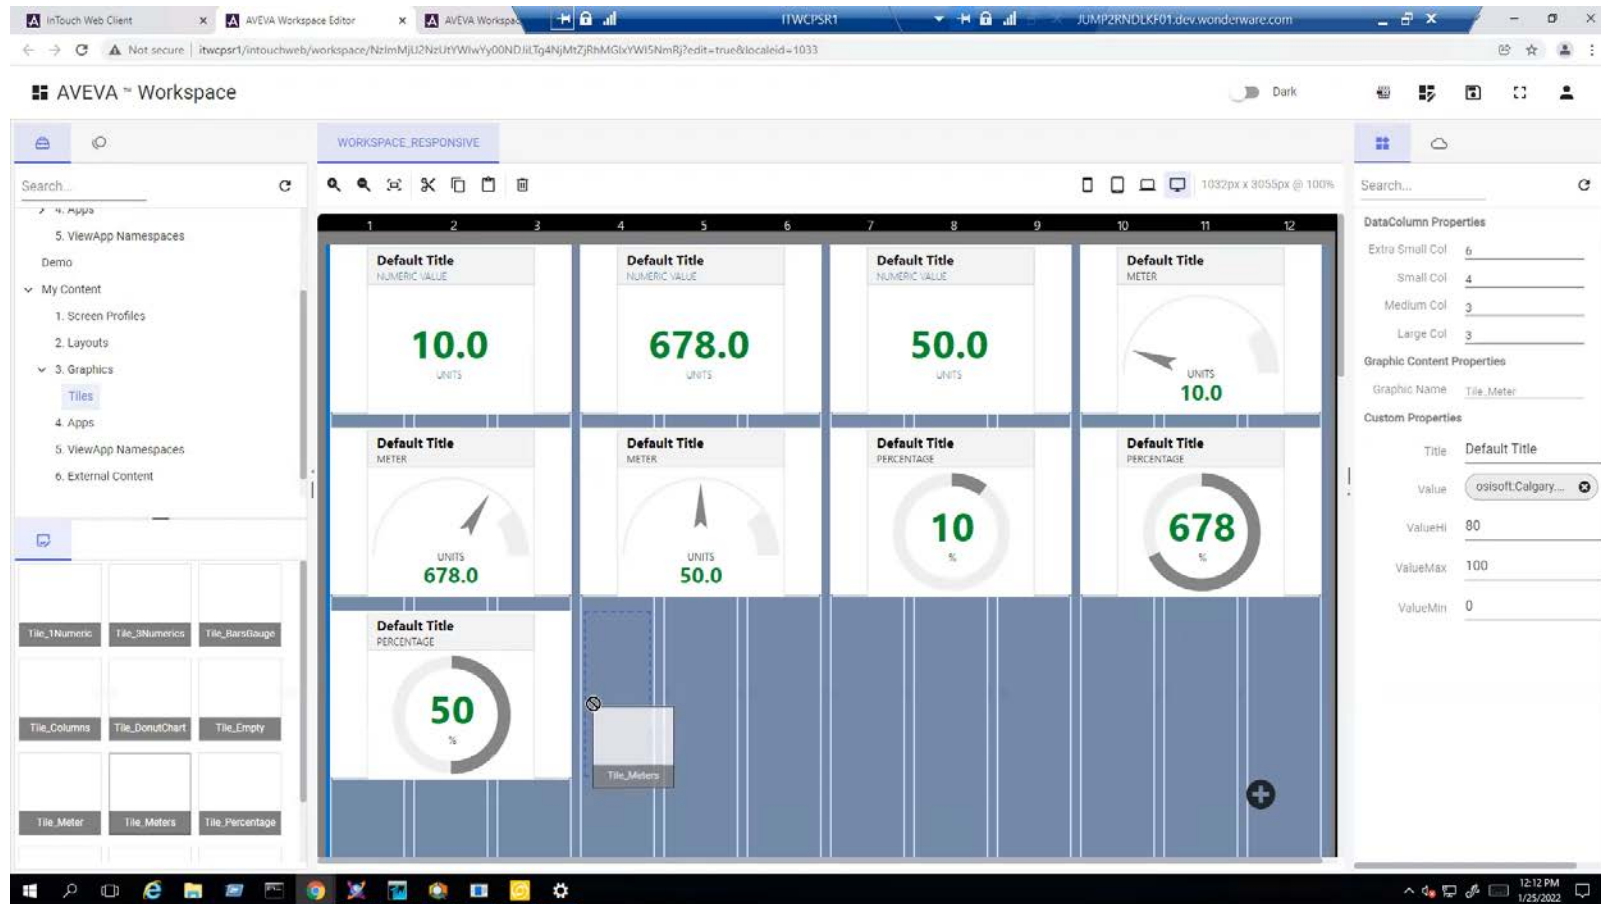 InTouch Web Client
AVEVA Workspace Editor
AVEVA Workspac
ITWCPSR1
JUMP2RNDLKF01.dev.wonderware.com
Not secure
AVEVA ™ Workspace
Dark
WORKSPACE_RESPONSIVE
Search...
1032px x 3055px @ 100%
Search...
4. Apps
5. ViewApp Namespaces
Demo
My Content
1. Screen Profiles
2. Layouts
3. Graphics
Tiles
4. Apps
5. ViewApp Namespaces
6. External Content
Tile_1Numeric
Tile_3Numerics
Tile_BarsGauge
Tile_Columns
Tile_DonutChart
Tile_Empty
Tile_Meter
Tile_Meters
Tile_Percentage
1 2 3 4 5 6 7 8 9 10 11 12
Default Title
NUMERIC VALUE
10.0
UNITS
Default Title
NUMERIC VALUE
678.0
UNITS
Default Title
NUMERIC VALUE
50.0
UNITS
Default Title
METER
UNITS
10.0
Default Title
METER
UNITS
678.0
Default Title
METER
UNITS
50.0
Default Title
PERCENTAGE
10
%
Default Title
PERCENTAGE
678
%
Default Title
PERCENTAGE
50
%
Tile_Meters
DataColumn Properties
Extra Small Col 6
Small Col 4
Medium Col 3
Large Col 3
Graphic Content Properties
Graphic Name Tile_Meter
Custom Properties
Title Default Title
Value osisoft:Calgary....
ValueHi 80
ValueMax 100
ValueMin 0
12:12 PM
1/25/2022